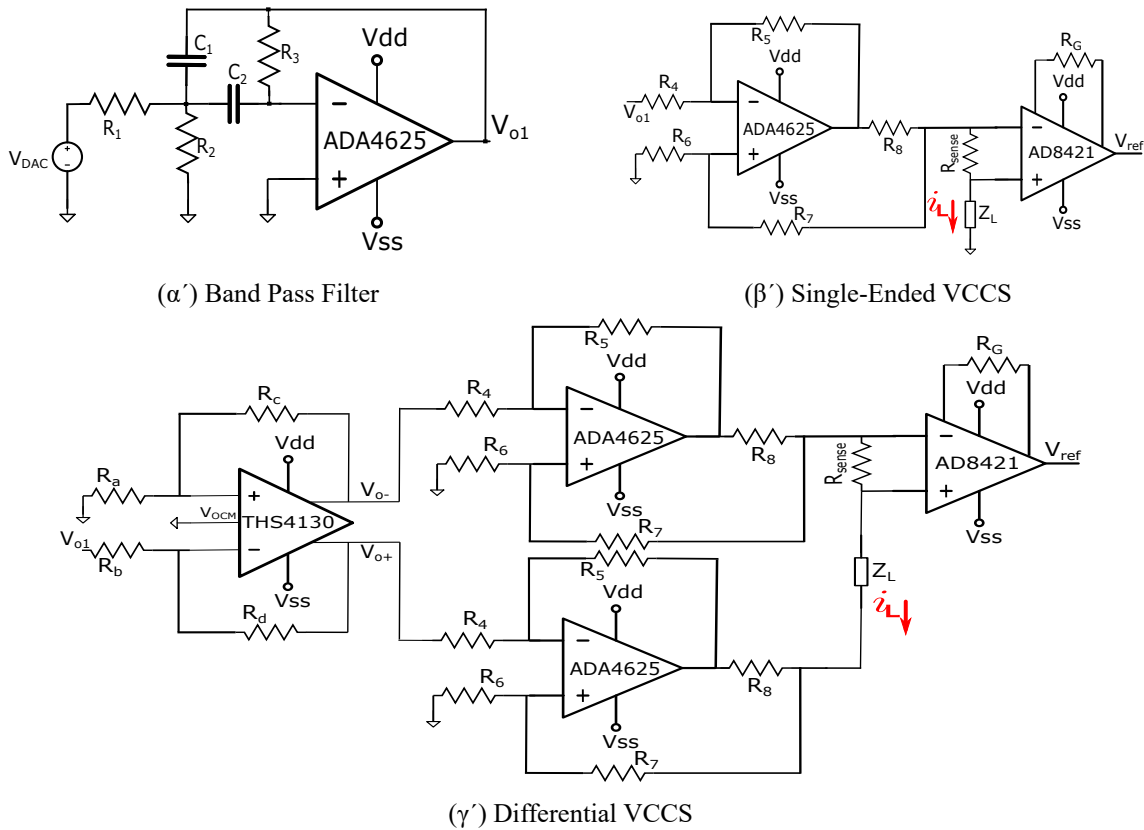 C1
C2
R3
Vdd
R1
R2
ADA4625
Vo1
VDAC
Vss
(α´) Band Pass Filter
R5
Vdd
R4
Vo1
ADA4625
R6
R8
Vss
R7
RG
Vdd
Rsense
AD8421
Vref
iL
ZL
Vss
(β´) Single-Ended VCCS
Rc
Vdd
Ra
VOCM
THS4130
Vo-
Vo1
Rb
Vo+
Vss
Rd
R5
Vdd
R4
ADA4625
R6
R8
Vss
R7
RG
Vdd
Rsense
AD8421
Vref
Vss
R5
Vdd
R4
ADA4625
R6
R8
Vss
R7
ZL
iL
(γ´) Differential VCCS